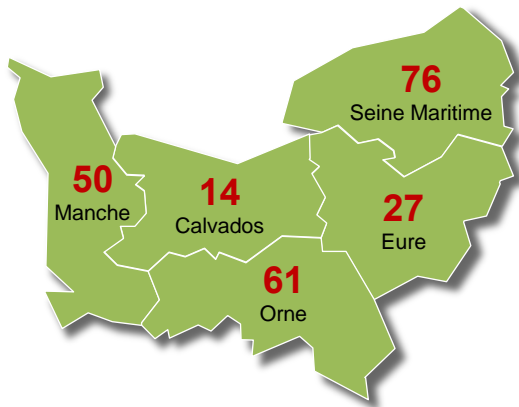 76
Seine Maritime
50
Manche
14
Calvados
27
Eure
61
Orne